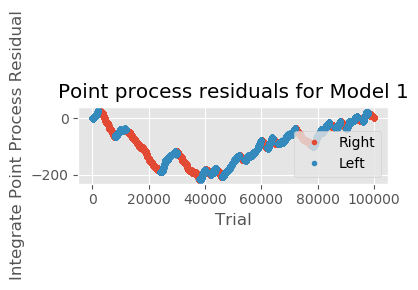 Point process residuals for Model 1
Integrate Point Process Residual
0
−200
Right
Left
0
20000
40000
60000
80000
100000
Trial